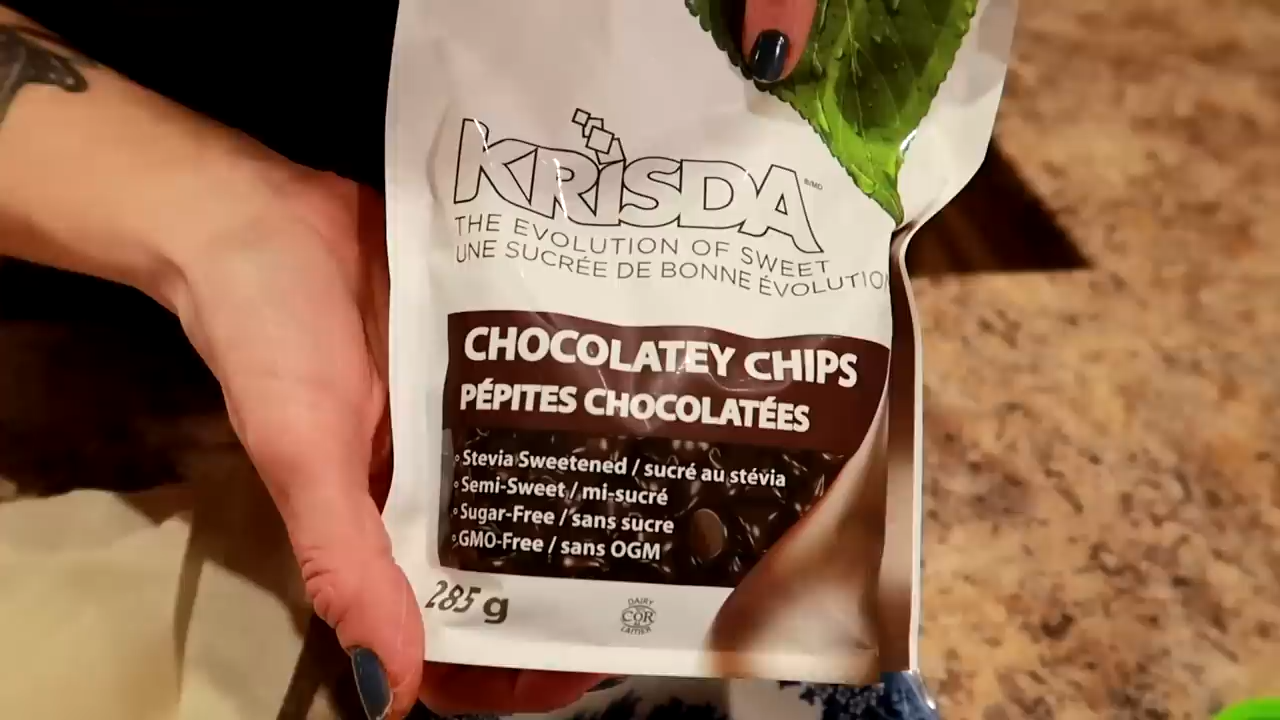 KRiSDA ®/MD
THE EVOLUTION OF SWEET
UNE SUCRÉE DE BONNE ÉVOLUTION
CHOCOLATEY CHIPS
PÉPITES CHOCOLATÉES
◦Stevia Sweetened / sucré au stévia
◦Semi-Sweet / mi-sucré
◦Sugar-Free / sans sucre
◦GMO-Free / sans OGM
285 g
DAIRY
COR
LAITIER